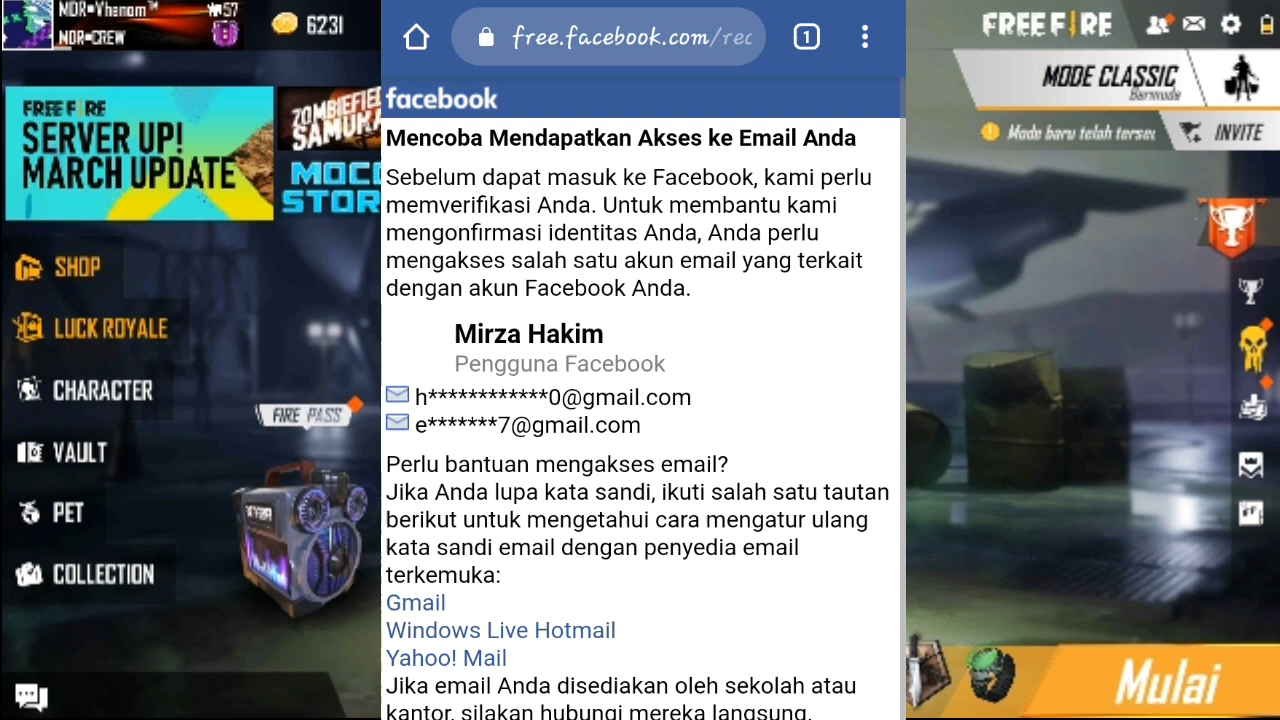 MDR=Vhenom™
57
MDR=CREW
6231
FREE FIRE
SERVER UP!
MARCH UPDATE
ZOMBIEFIED
SAMURA
MOCO
STOR
SHOP
LUCK ROYALE
CHARACTER
FIRE PASS
VAULT
PET
COLLECTION
free.facebook.com/rec
1
facebook
Mencoba Mendapatkan Akses ke Email Anda
Sebelum dapat masuk ke Facebook, kami perlu
memverifikasi Anda. Untuk membantu kami
mengonfirmasi identitas Anda, Anda perlu
mengakses salah satu akun email yang terkait
dengan akun Facebook Anda.
Mirza Hakim
Pengguna Facebook
h************0@gmail.com
e*******7@gmail.com
Perlu bantuan mengakses email?
Jika Anda lupa kata sandi, ikuti salah satu tautan
berikut untuk mengetahui cara mengatur ulang
kata sandi email dengan penyedia email
terkemuka:
Gmail
Windows Live Hotmail
Yahoo! Mail
Jika email Anda disediakan oleh sekolah atau
kantor, silakan hubungi mereka langsung.
FREE FIRE
MODE CLASSIC
Bermuda
Mode baru telah terse
INVITE
Mulai